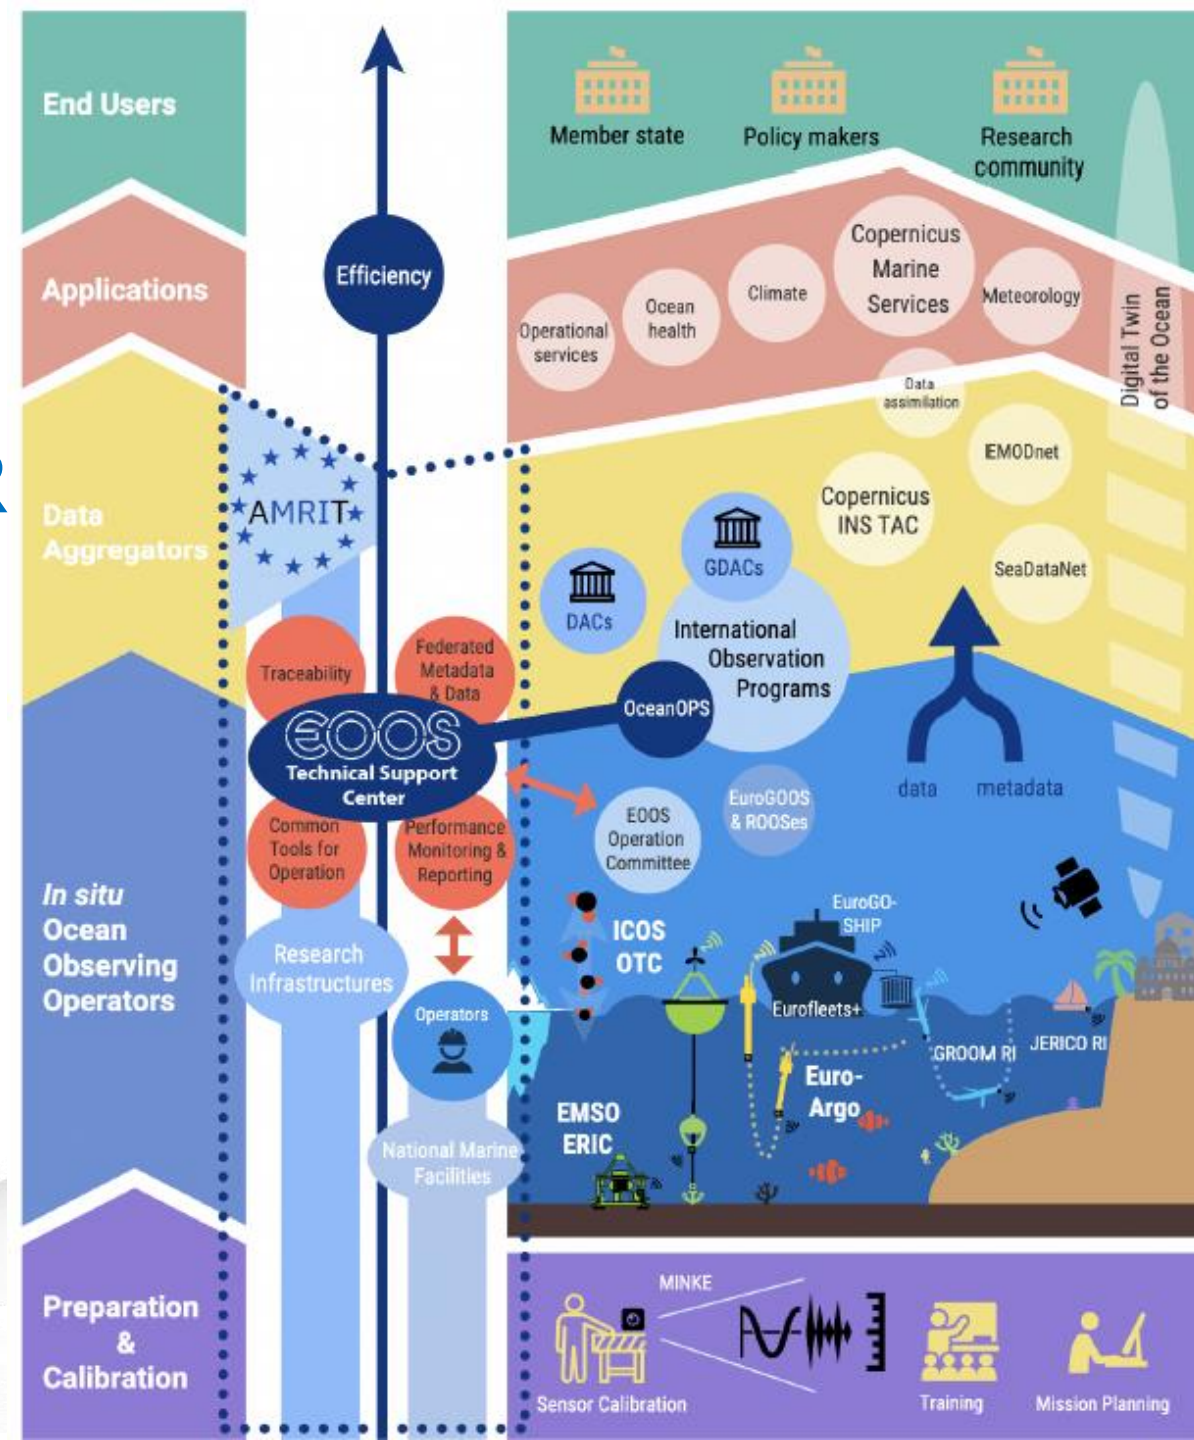 End Users
Member state
Policy makers
Research
community
Applications
Efficiency
Operational
services
Ocean
health
Climate
Copernicus
Marine
Services
Meteorology
Digital Twin
of the Ocean
Data
assimilation
Data
Aggregators
AMRIT
EMODnet
Copernicus
INS TAC
SeaDataNet
GDACs
DACs
International
Observation
Programs
OceanOPS
Traceability
Federated
Metadata
& Data
EOOS
Technical Support
Center
Common
Tools for
Operation
Performance
Monitoring &
Reporting
data
metadata
EuroGOOS
& ROOSes
EOOS
Operation
Committee
In situ
Ocean
Observing
Operators
Research
Infrastructures
Operators
National Marine
Facilities
ICOS
OTC
EuroGO-
SHIP
Eurofleets+
GROOM RI
JERICO RI
Euro-
Argo
EMSO
ERIC
Preparation
&
Calibration
MINKE
Sensor Calibration
Training
Mission Planning